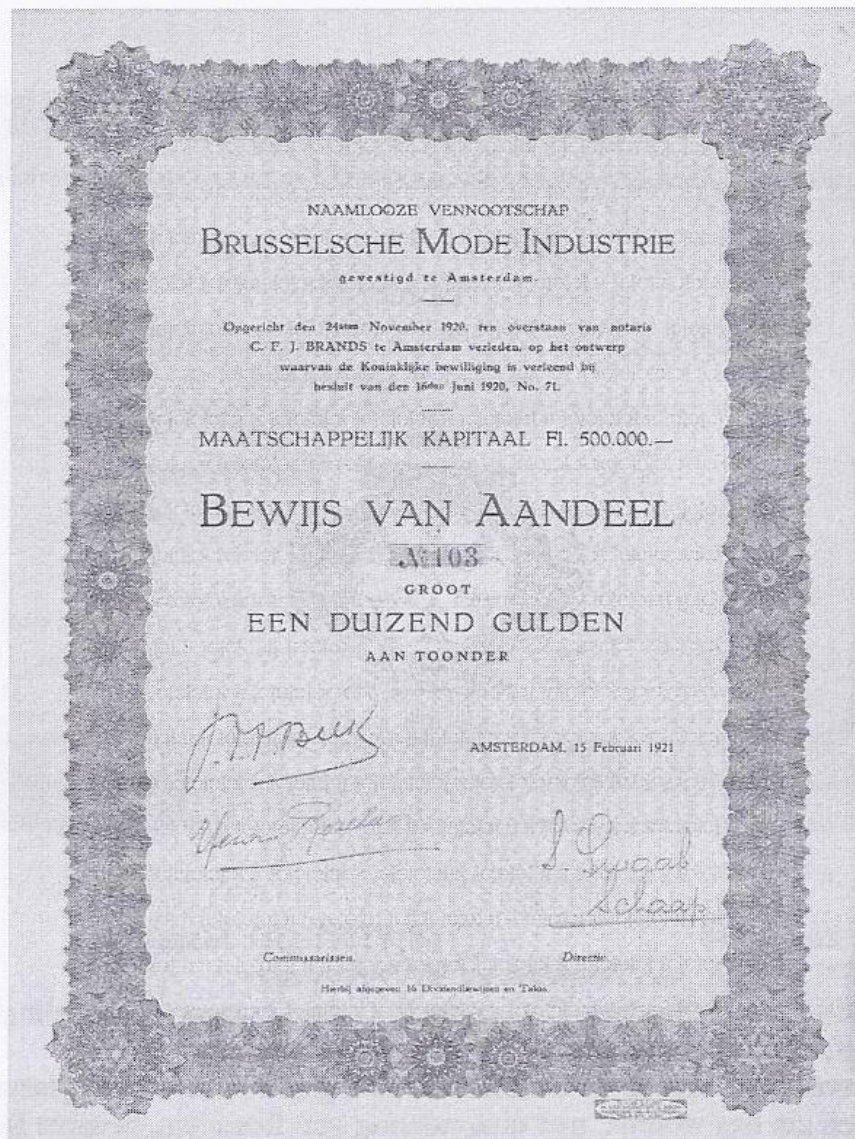 NAAMLOOZE VENNOOTSCHAP
BRUSSELSCHE MODE INDUSTRIE
gevestigd te Amsterdam.
Opgericht den 24sten November 1920, ten overstaan van notaris
C. F. J. BRANDS te Amsterdam verleden, op het ontwerp
waarvan de Koninklijke bewilliging is verleend bij
besluit van den 16den Juni 1920, No. 71.
MAATSCHAPPELIJK KAPITAAL Fl. 500.000.—
BEWIJS VAN AANDEEL
No 103
GROOT
EEN DUIZEND GULDEN
AAN TOONDER
AMSTERDAM, 15 Februari 1921
S. Swaab
Schaap
Commissarissen.
Directie.
Hierbij afgegeven 16 Dividendbewijzen en Talon.